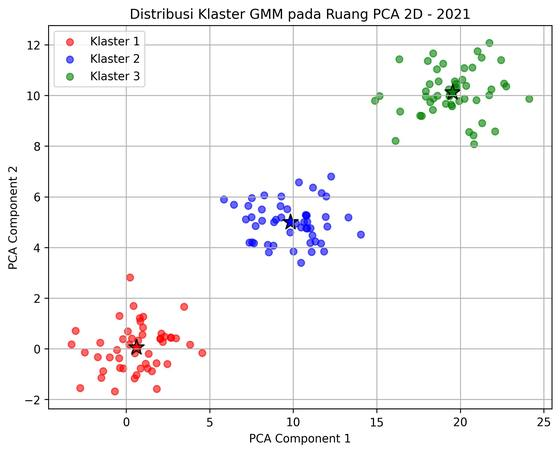 Distribusi Klaster GMM pada Ruang PCA 2D - 2021
Klaster 1
Klaster 2
Klaster 3
12
10
8
6
4
2
0
−2
PCA Component 2
0 5 10 15 20 25
PCA Component 1